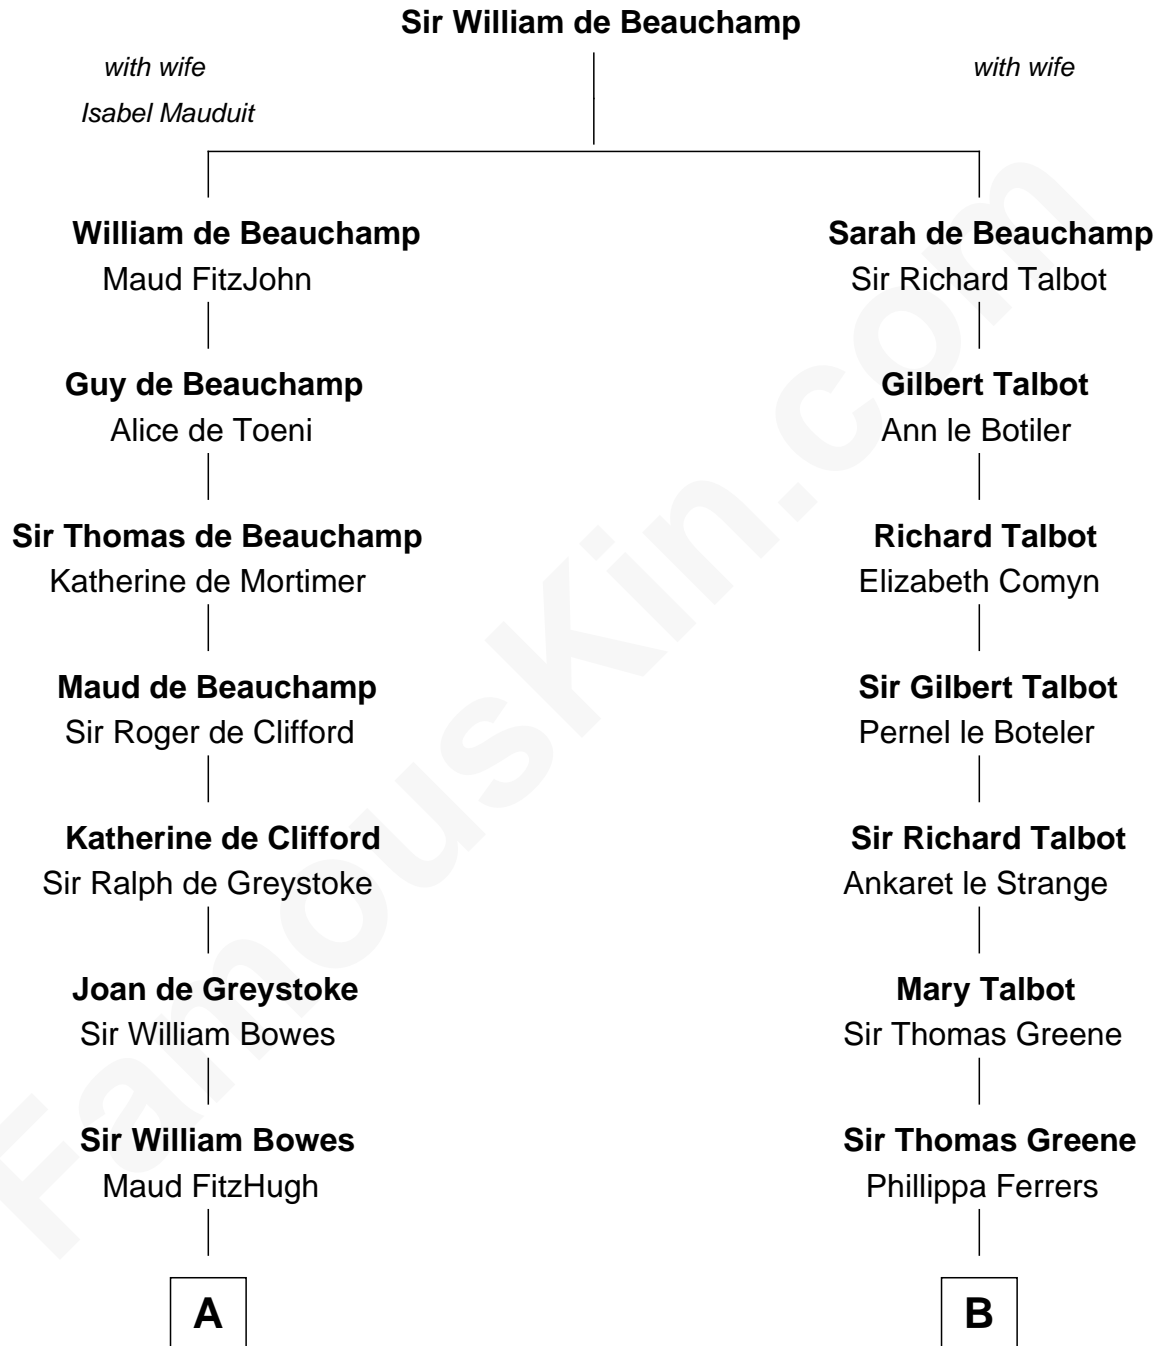 Sir William de Beauchamp
with wife
Isabel Mauduit
with wife
William de Beauchamp
Maud FitzJohn
Sarah de Beauchamp
Sir Richard Talbot
Guy de Beauchamp
Alice de Toeni
Gilbert Talbot
Ann le Botiler
Sir Thomas de Beauchamp
Katherine de Mortimer
Richard Talbot
Elizabeth Comyn
Maud de Beauchamp
Sir Roger de Clifford
Sir Gilbert Talbot
Pernel le Boteler
Katherine de Clifford
Sir Ralph de Greystoke
Sir Richard Talbot
Ankaret le Strange
Joan de Greystoke
Sir William Bowes
Mary Talbot
Sir Thomas Greene
Sir William Bowes
Maud FitzHugh
Sir Thomas Greene
Phillippa Ferrers
A
B
FamousKin.com